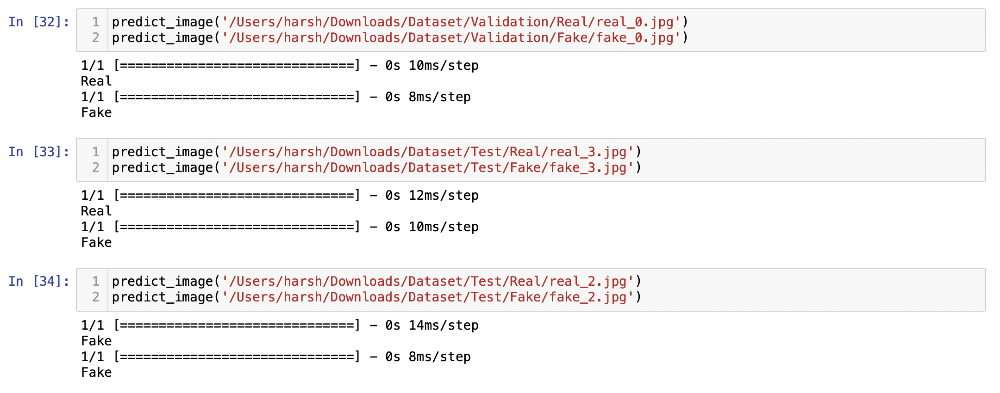 In [32]:
1 predict_image('/Users/harsh/Downloads/Dataset/Validation/Real/real_0.jpg')
2 predict_image('/Users/harsh/Downloads/Dataset/Validation/Fake/fake_0.jpg')
1/1 [==============================] - 0s 10ms/step
Real
1/1 [==============================] - 0s 8ms/step
Fake
In [33]:
1 predict_image('/Users/harsh/Downloads/Dataset/Test/Real/real_3.jpg')
2 predict_image('/Users/harsh/Downloads/Dataset/Test/Fake/fake_3.jpg')
1/1 [==============================] - 0s 12ms/step
Real
1/1 [==============================] - 0s 10ms/step
Fake
In [34]:
1 predict_image('/Users/harsh/Downloads/Dataset/Test/Real/real_2.jpg')
2 predict_image('/Users/harsh/Downloads/Dataset/Test/Fake/fake_2.jpg')
1/1 [==============================] - 0s 14ms/step
Fake
1/1 [==============================] - 0s 8ms/step
Fake